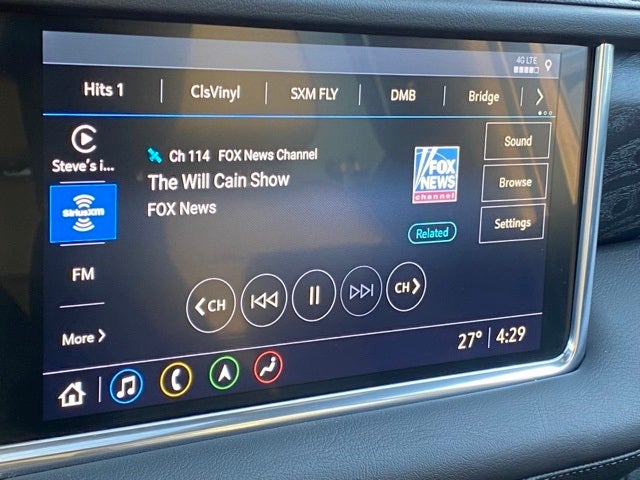 4G LTE
Hits 1
ClsVinyl
SXM FLY
DMB
Bridge
Steve's i...
Ch 114 FOX News Channel
The Will Cain Show
FOX News
FOX
NEWS
channel
Related
Sound
Browse
Settings
SiriusXM
FM
More
CH
CH
27° 4:29